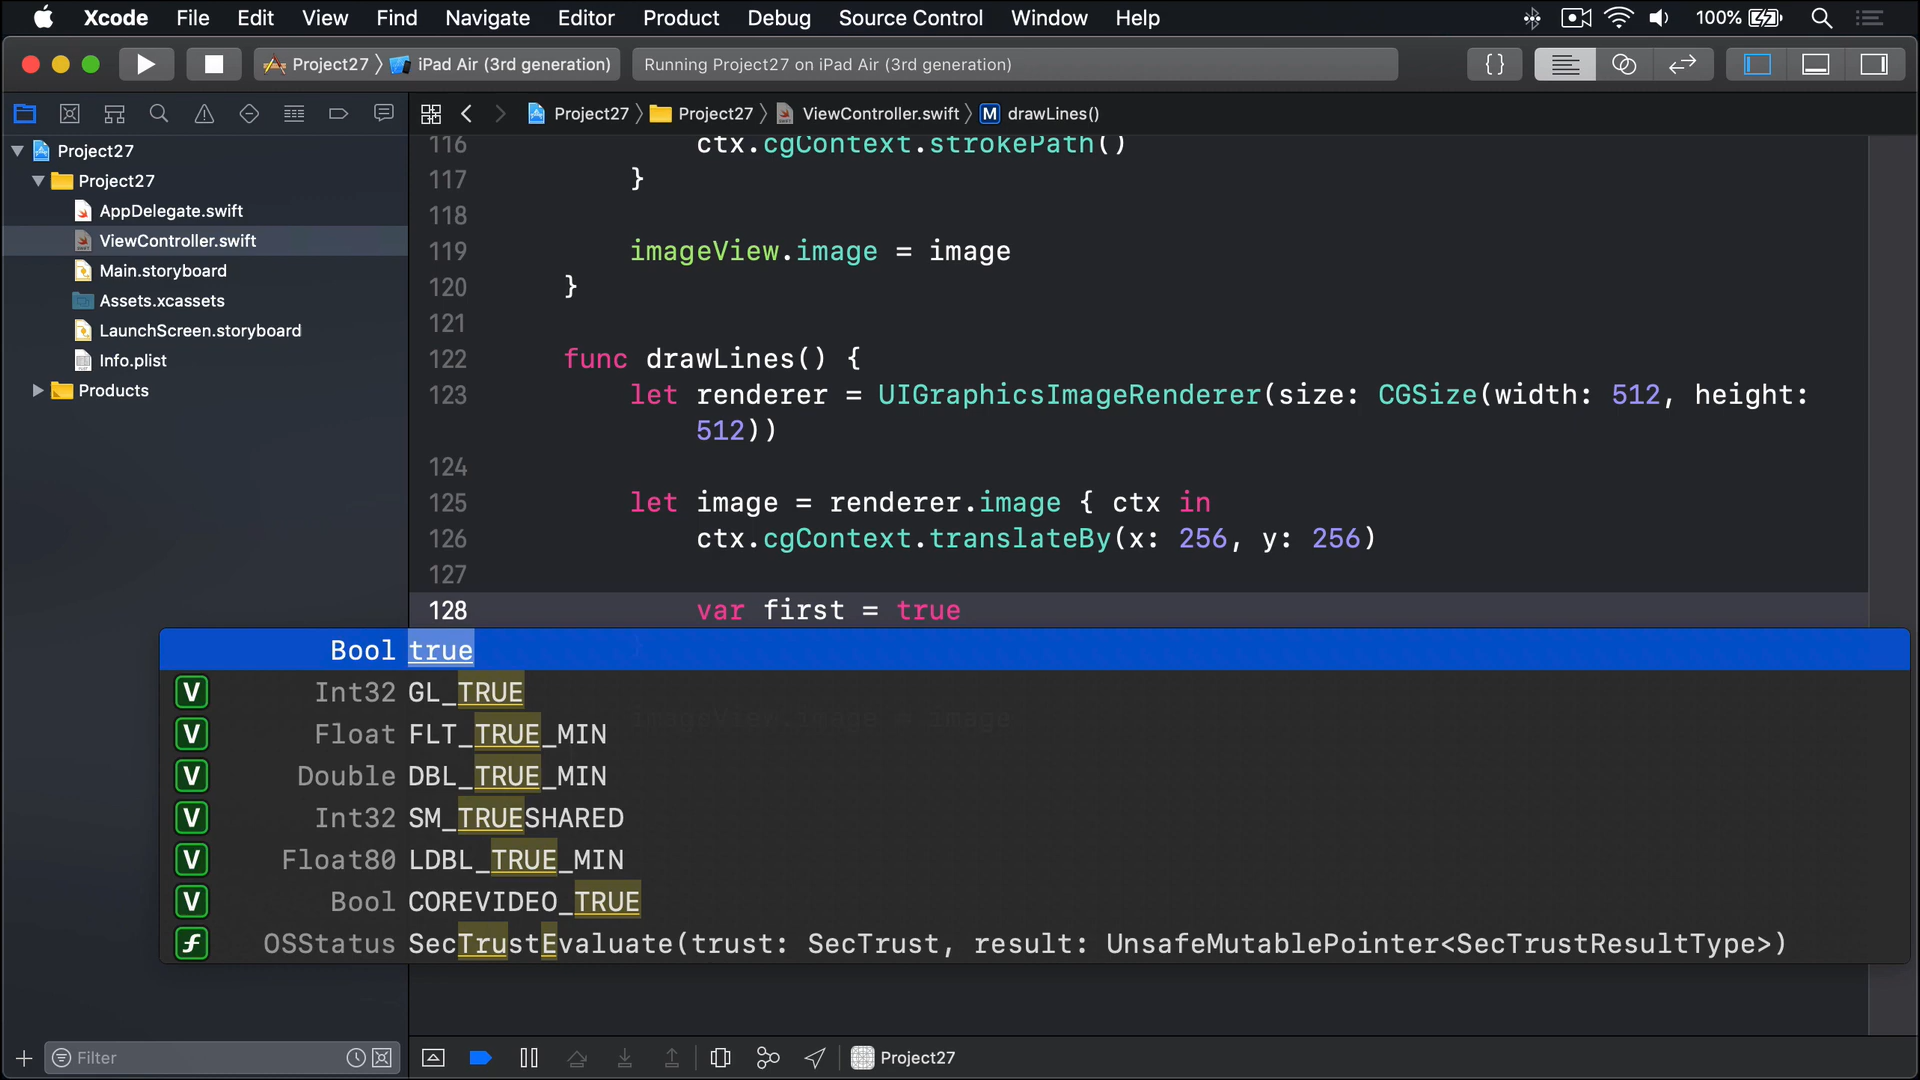 Xcode File Edit View Find Navigate Editor Product Debug Source Control Window Help 100%
Project27 iPad Air (3rd generation) Running Project27 on iPad Air (3rd generation) {}
Project27 Project27 ViewController.swift M drawLines()
Project27
Project27
AppDelegate.swift
ViewController.swift
Main.storyboard
Assets.xcassets
LaunchScreen.storyboard
Info.plist
Products
116 ctx.cgContext.strokePath()
117 }
118
119 imageView.image = image
120 }
121
122 func drawLines() {
123 let renderer = UIGraphicsImageRenderer(size: CGSize(width: 512, height:
512))
124
125 let image = renderer.image { ctx in
126 ctx.cgContext.translateBy(x: 256, y: 256)
127
128 var first = true
Bool true
V Int32 GL_TRUE
V Float FLT_TRUE_MIN
V Double DBL_TRUE_MIN
V Int32 SM_TRUESHARED
V Float80 LDBL_TRUE_MIN
V Bool COREVIDEO_TRUE
f OSStatus SecTrustEvaluate(trust: SecTrust, result: UnsafeMutablePointer<SecTrustResultType>)
imageView.image = image
Filter
Project27